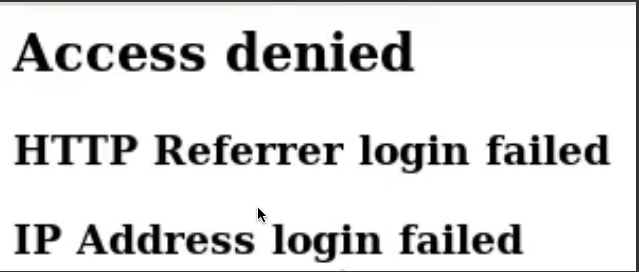 Access denied
HTTP Referrer login failed
IP Address login failed